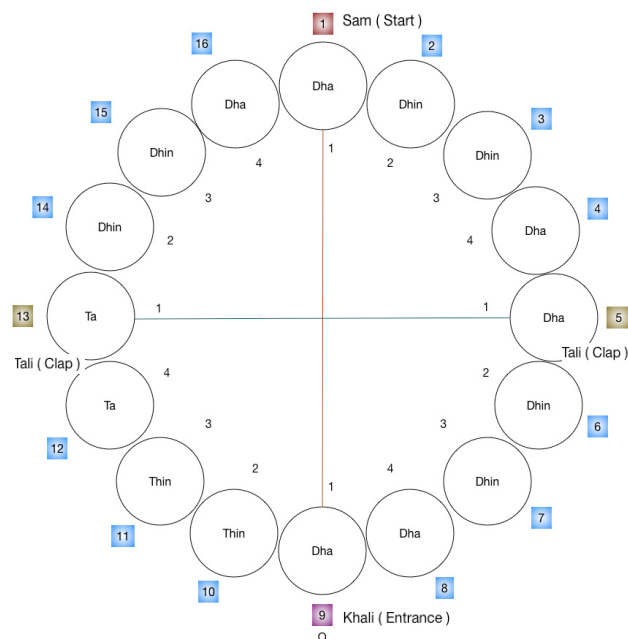 1 Sam ( Start )
16
2
Dha
Dha
Dhin
15
3
1
4
2
Dhin
Dhin
3
3
14
4
Dhin
2
4
Dha
13
Ta
1
1
Dha
5
Tali ( Clap )
Tali ( Clap )
4
2
Ta
Dhin
12
3
3
6
2
4
1
Thin
Dhin
11
7
Thin
Dha
Dha
10
8
9 Khali ( Entrance )